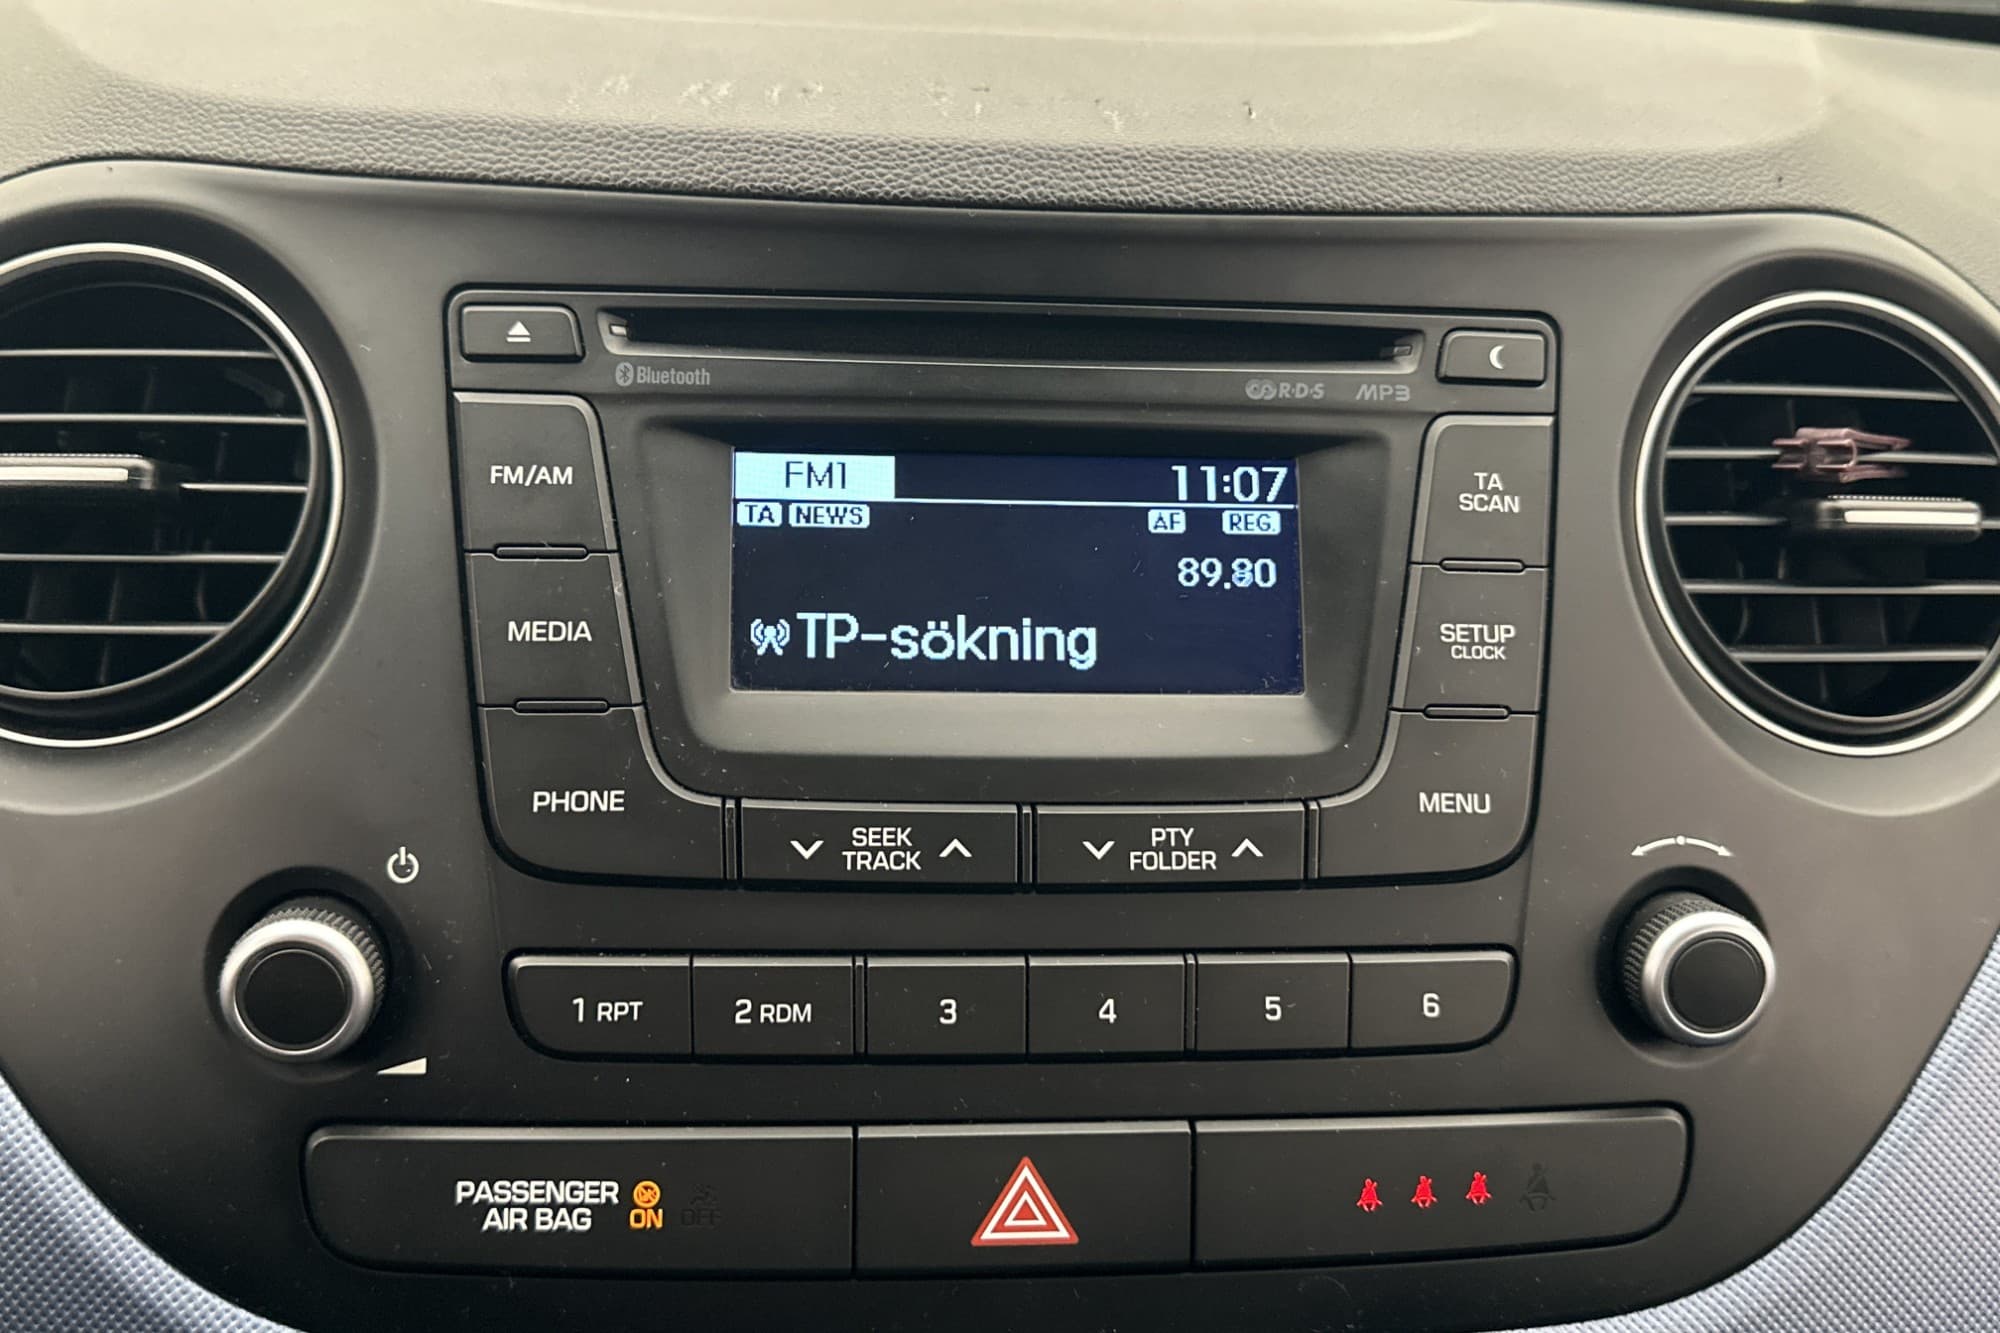 Bluetooth
R·D·S MP3
FM/AM
FM1 11:07
TA NEWS AF REG.
89.80
TP-sökning
TA
SCAN
MEDIA
SETUP
CLOCK
PHONE
SEEK
TRACK
PTY
FOLDER
MENU
1 RPT
2 RDM
3
4
5
6
PASSENGER
AIR BAG
ON
OFF